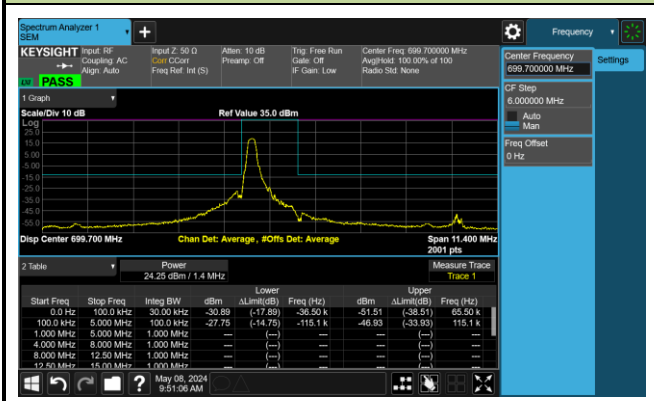 Spectrum Analyzer 1
SEM
Frequency
KEYSIGHT
Input: RF
Coupling: AC
Align: Auto
Input Z: 50 Ω
Corr CCorr
Freq Ref: Int (S)
Atten: 10 dB
Preamp: Off
Trig: Free Run
Gate: Off
IF Gain: Low
Center Freq: 699.700000 MHz
Avg|Hold: 100.00% of 100
Radio Std: None
PASS
1 Graph
Scale/Div 10 dB
Ref Value 35.0 dBm
Log
25.0
15.0
5.00
-5.00
-15.0
-25.0
-35.0
-45.0
-55.0
Disp Center 699.700 MHz
Chan Det: Average, #Offs Det: Average
Span 11.400 MHz
2001 pts
2 Table
Power
24.25 dBm / 1.4 MHz
Measure Trace
Trace 1
Lower Upper
Start Freq Stop Freq Integ BW dBm ΔLimit(dB) Freq (Hz) dBm ΔLimit(dB) Freq (Hz)
0.0 Hz 100.0 kHz 30.00 kHz -30.89 (-17.89) -36.50 k -51.51 (-38.51) 65.50 k
100.0 kHz 5.000 MHz 100.0 kHz -27.75 (-14.75) -115.1 k -46.93 (-33.93) 115.1 k
1.000 MHz 5.000 MHz 1.000 MHz --- (---) --- --- (---) ---
4.000 MHz 8.000 MHz 1.000 MHz --- (---) --- --- (---) ---
8.000 MHz 12.50 MHz 1.000 MHz --- (---) --- --- (---) ---
12.50 MHz 15.00 MHz 1.000 MHz --- (---) --- --- (---) ---
May 08, 2024
9:51:06 AM
Center Frequency
699.700000 MHz
Settings
CF Step
6.000000 MHz
Auto
Man
Freq Offset
0 Hz